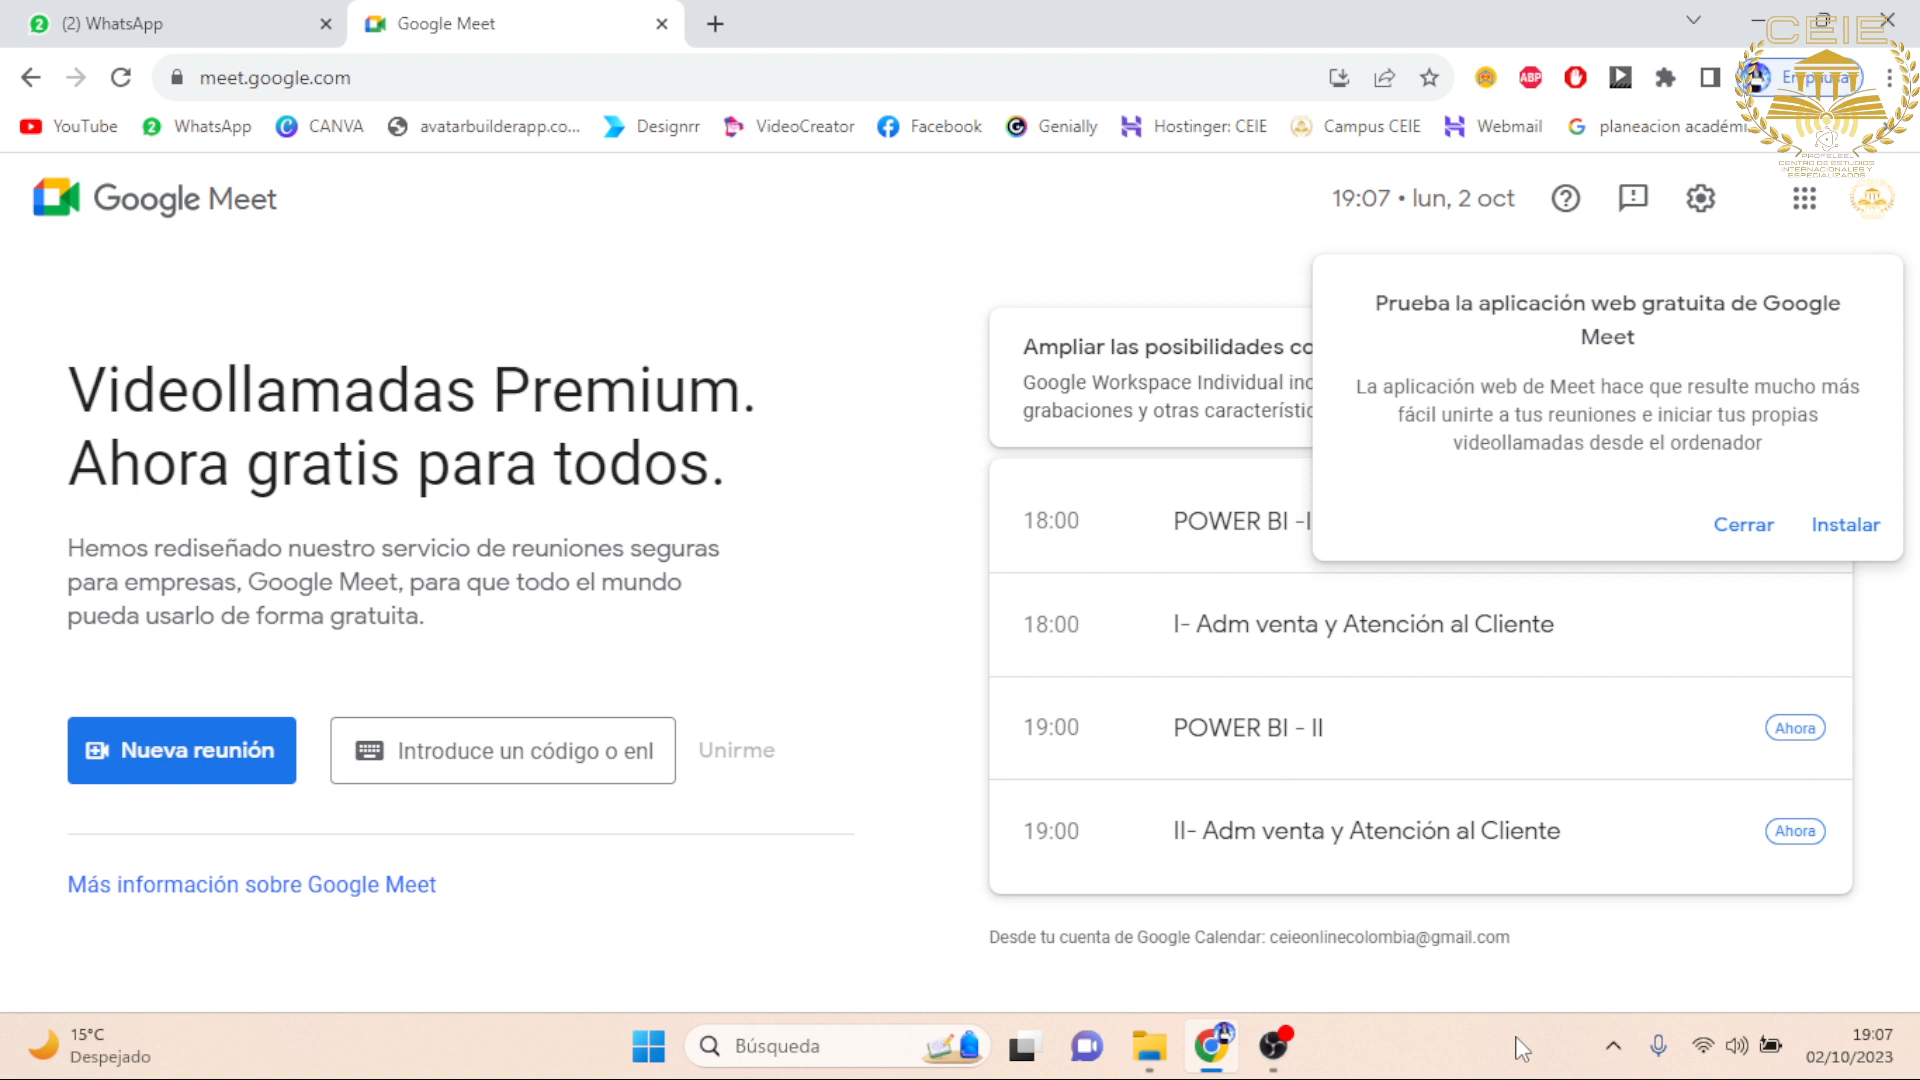 (2) WhatsApp
Google Meet
CEIE
meet.google.com
ABP
YouTube
WhatsApp
CANVA
avatarbuilderapp.co...
Designrr
VideoCreator
Facebook
Genially
Hostinger: CEIE
Campus CEIE
Webmail
planeacion académi
PROFELEEL
CENTRO DE ESTUDIOS
INTERNACIONALES Y
ESPECIALIZADOS
Google Meet
19:07 • lun, 2 oct
Prueba la aplicación web gratuita de Google
Meet
La aplicación web de Meet hace que resulte mucho más
fácil unirte a tus reuniones e iniciar tus propias
videollamadas desde el ordenador
Cerrar
Instalar
Videollamadas Premium.
Ahora gratis para todos.
Hemos rediseñado nuestro servicio de reuniones seguras
para empresas, Google Meet, para que todo el mundo
pueda usarlo de forma gratuita.
Nueva reunión
Introduce un código o enl
Unirme
Más información sobre Google Meet
Ampliar las posibilidades co
Google Workspace Individual inc
grabaciones y otras característic
18:00 POWER BI -I
18:00 I- Adm venta y Atención al Cliente
19:00 POWER BI - II Ahora
19:00 II- Adm venta y Atención al Cliente Ahora
Desde tu cuenta de Google Calendar: ceieonlinecolombia@gmail.com
15°C
Despejado
Búsqueda
19:07
02/10/2023